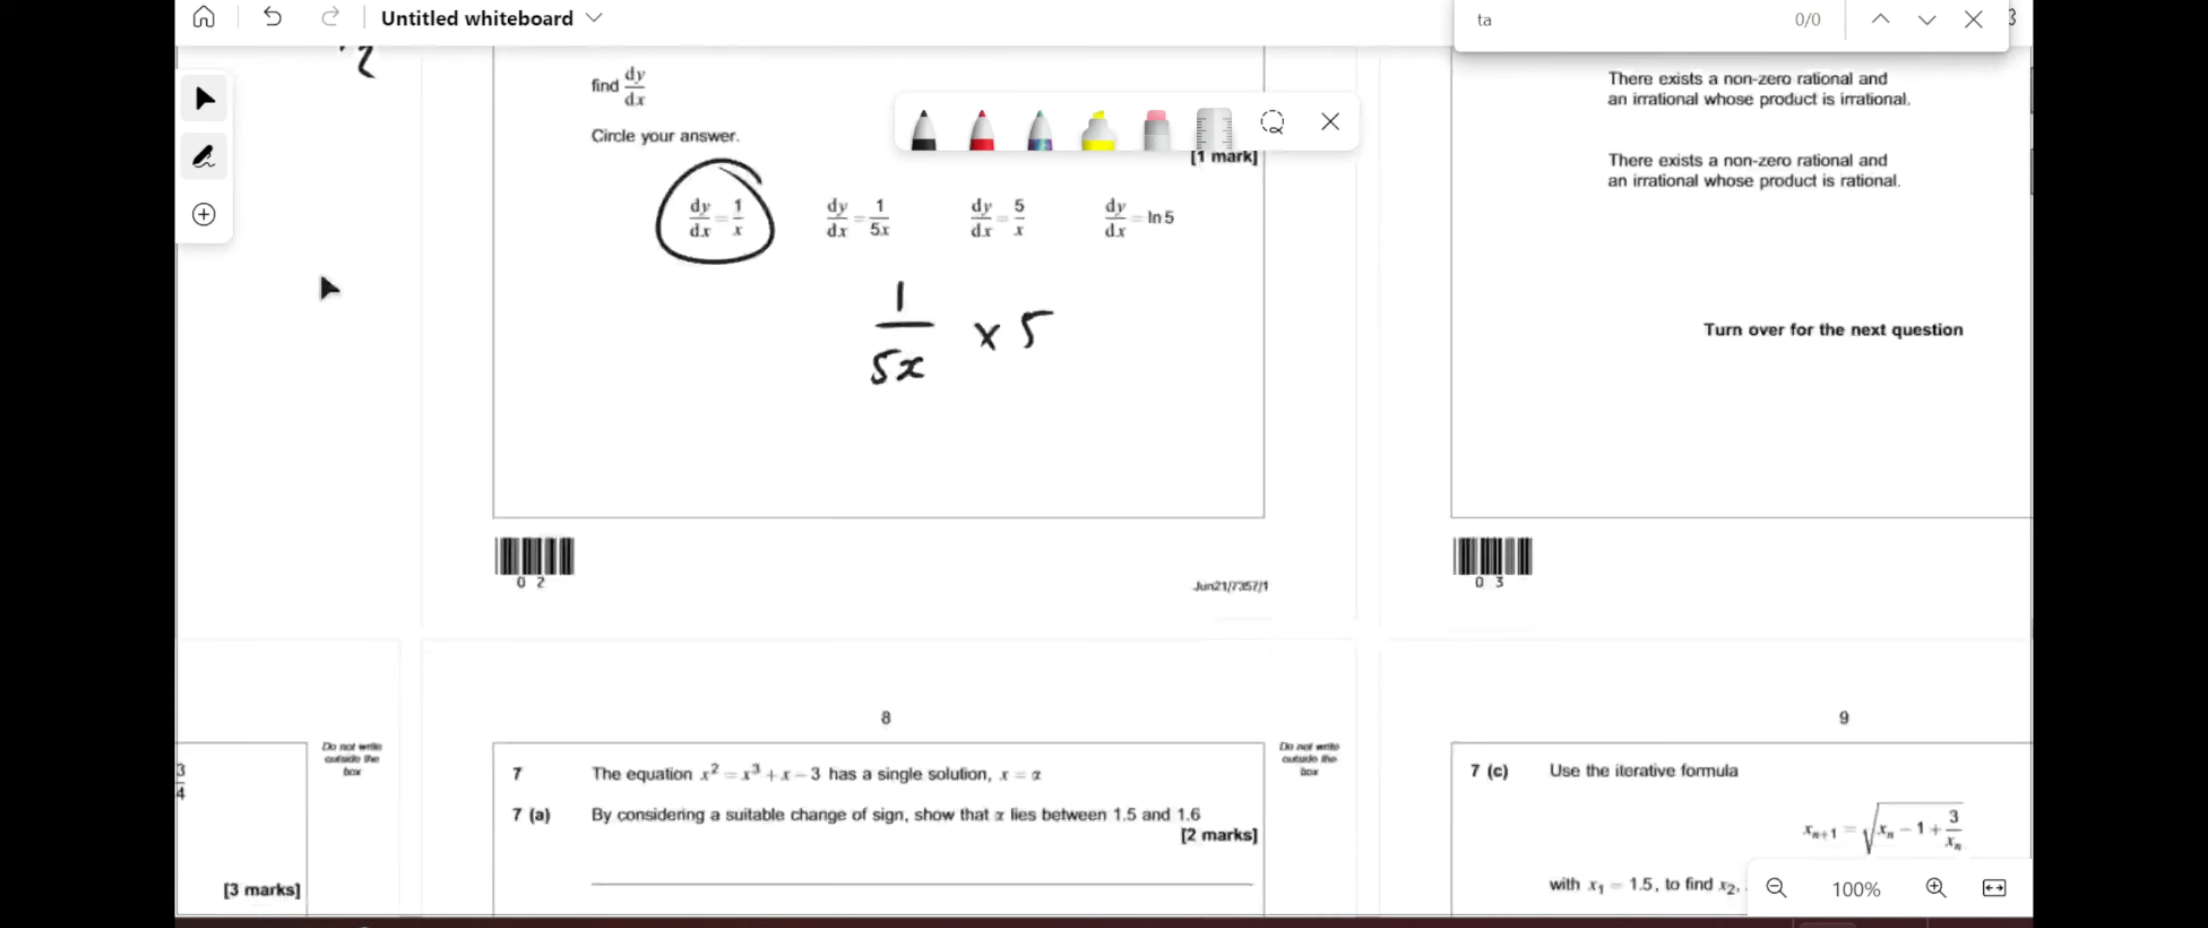 Untitled whiteboard
ta
0/0
find dy/dx
Circle your answer.
[1 mark]
dy/dx = 1/x
dy/dx = 1/5x
dy/dx = 5/x
dy/dx = ln 5
1/5x × 5
0 2
Jun21/7357/1
There exists a non-zero rational and
an irrational whose product is irrational.
There exists a non-zero rational and
an irrational whose product is rational.
Turn over for the next question
0 3
3/4
Do not write
outside the
box
[3 marks]
8
Do not write
outside the
box
7 The equation x² = x³ + x − 3 has a single solution, x = α
7 (a) By considering a suitable change of sign, show that α lies between 1.5 and 1.6
[2 marks]
9
7 (c) Use the iterative formula
xₙ₊₁ = √(xₙ − 1 + 3/xₙ)
with x₁ = 1.5, to find x₂,
100%